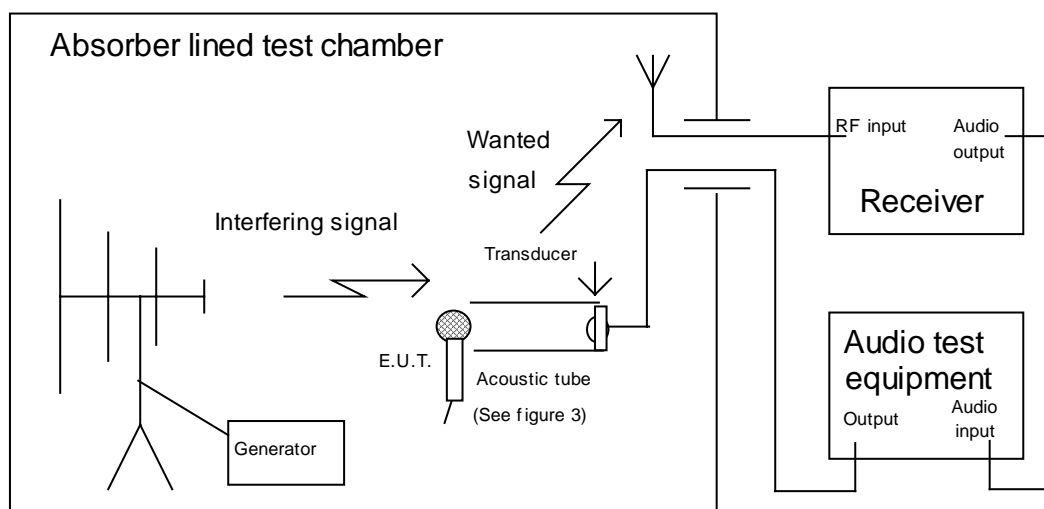 Absorber lined test chamber
Wanted
signal
Interfering signal
Transducer
E.U.T.
Acoustic tube
(See figure 3)
Generator
RF input
Audio
output
Receiver
Audio test
equipment
Output
Audio
input